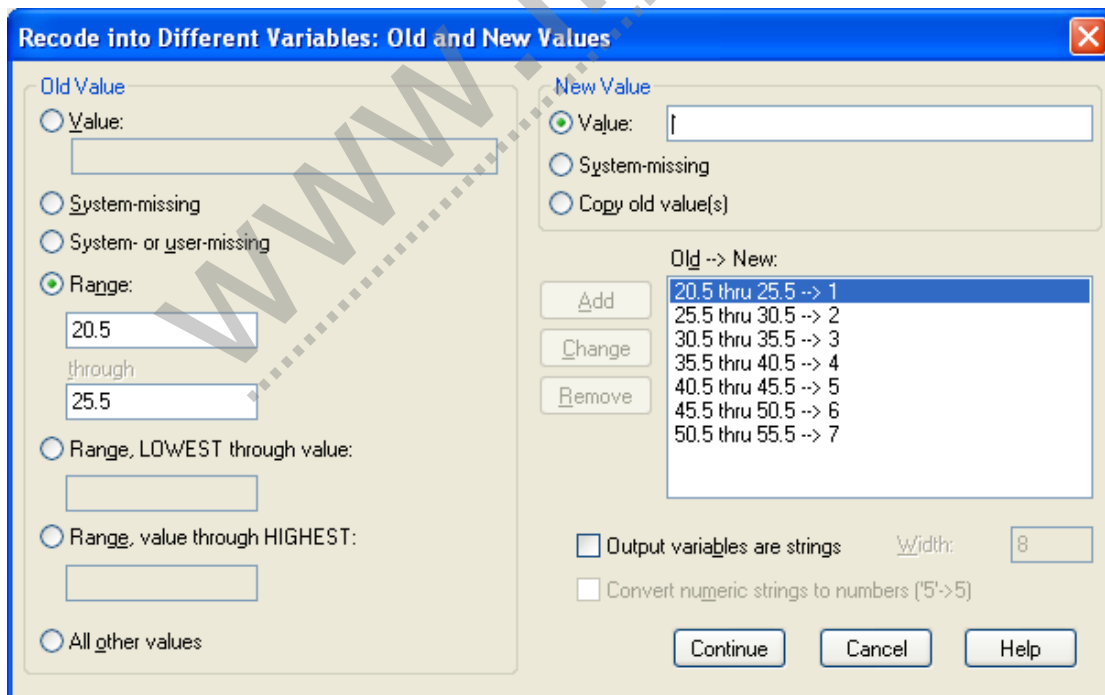 Recode into Different Variables: Old and New Values
Old Value
Value:
System-missing
System- or user-missing
Range:
20.5
through
25.5
Range, LOWEST through value:
Range, value through HIGHEST:
All other values
New Value
Value:
System-missing
Copy old value(s)
Old --> New:
Add
Change
Remove
20.5 thru 25.5 --> 1
25.5 thru 30.5 --> 2
30.5 thru 35.5 --> 3
35.5 thru 40.5 --> 4
40.5 thru 45.5 --> 5
45.5 thru 50.5 --> 6
50.5 thru 55.5 --> 7
Output variables are strings
Width:
8
Convert numeric strings to numbers ('5'->5)
Continue
Cancel
Help